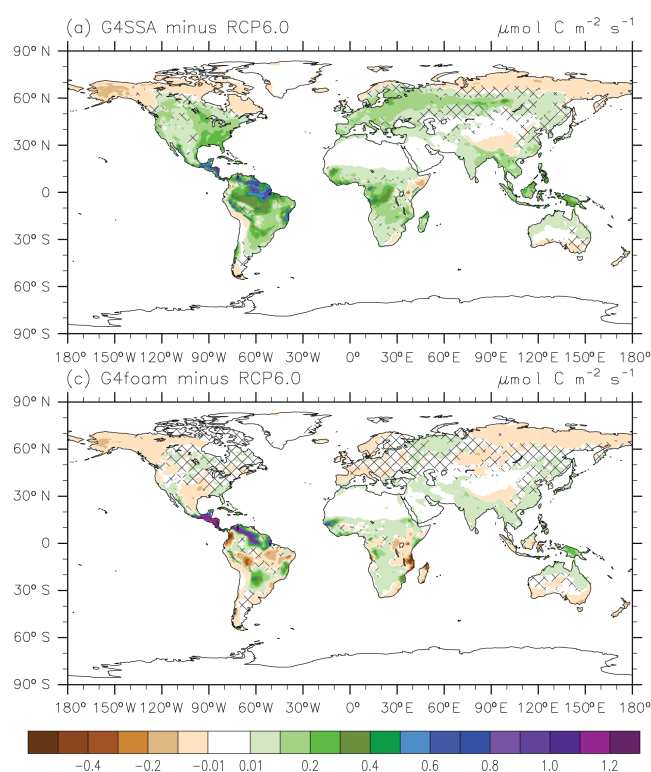 (a) G4SSA minus RCP6.0 μmol C m⁻² s⁻¹
90° N
60° N
30° N
0
30° S
60° S
90° S
180° 150°W 120°W 90°W 60°W 30°W 0° 30°E 60°E 90°E 120°E 150°E 180°
(c) G4foam minus RCP6.0 μmol C m⁻² s⁻¹
90° N
60° N
30° N
0
30° S
60° S
90° S
180° 150°W 120°W 90°W 60°W 30°W 0° 30°E 60°E 90°E 120°E 150°E 180°
−0.4 −0.2 −0.01 0.01 0.2 0.4 0.6 0.8 1.0 1.2